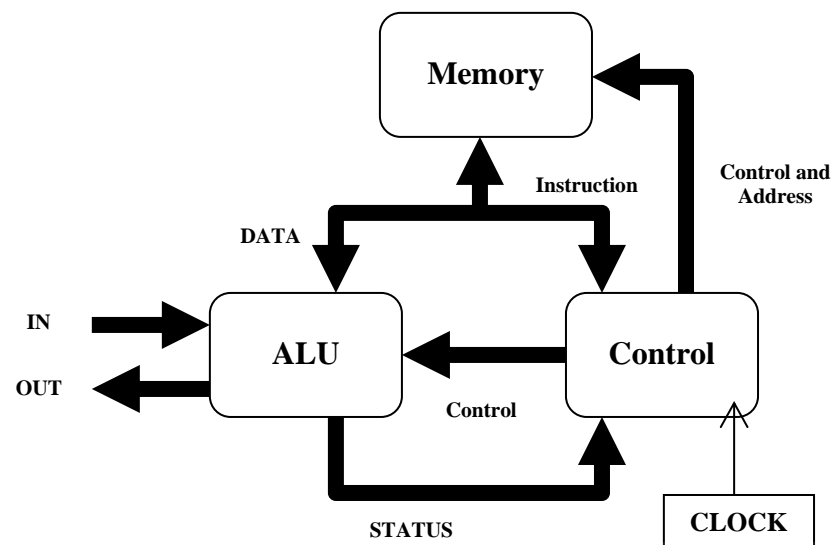 Memory
Instruction
Control and
Address
DATA
IN
ALU
Control
OUT
Control
STATUS
CLOCK